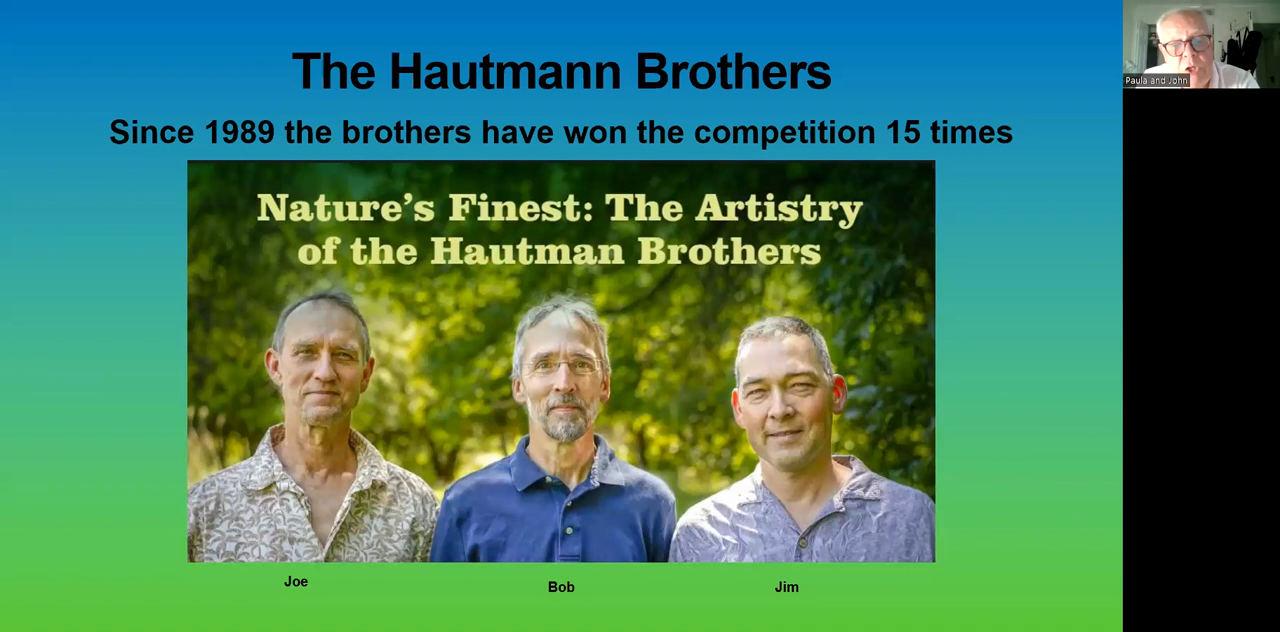 The Hautmann Brothers
Since 1989 the brothers have won the competition 15 times
Nature's Finest: The Artistry
of the Hautman Brothers
Joe
Bob
Jim
Paula and John